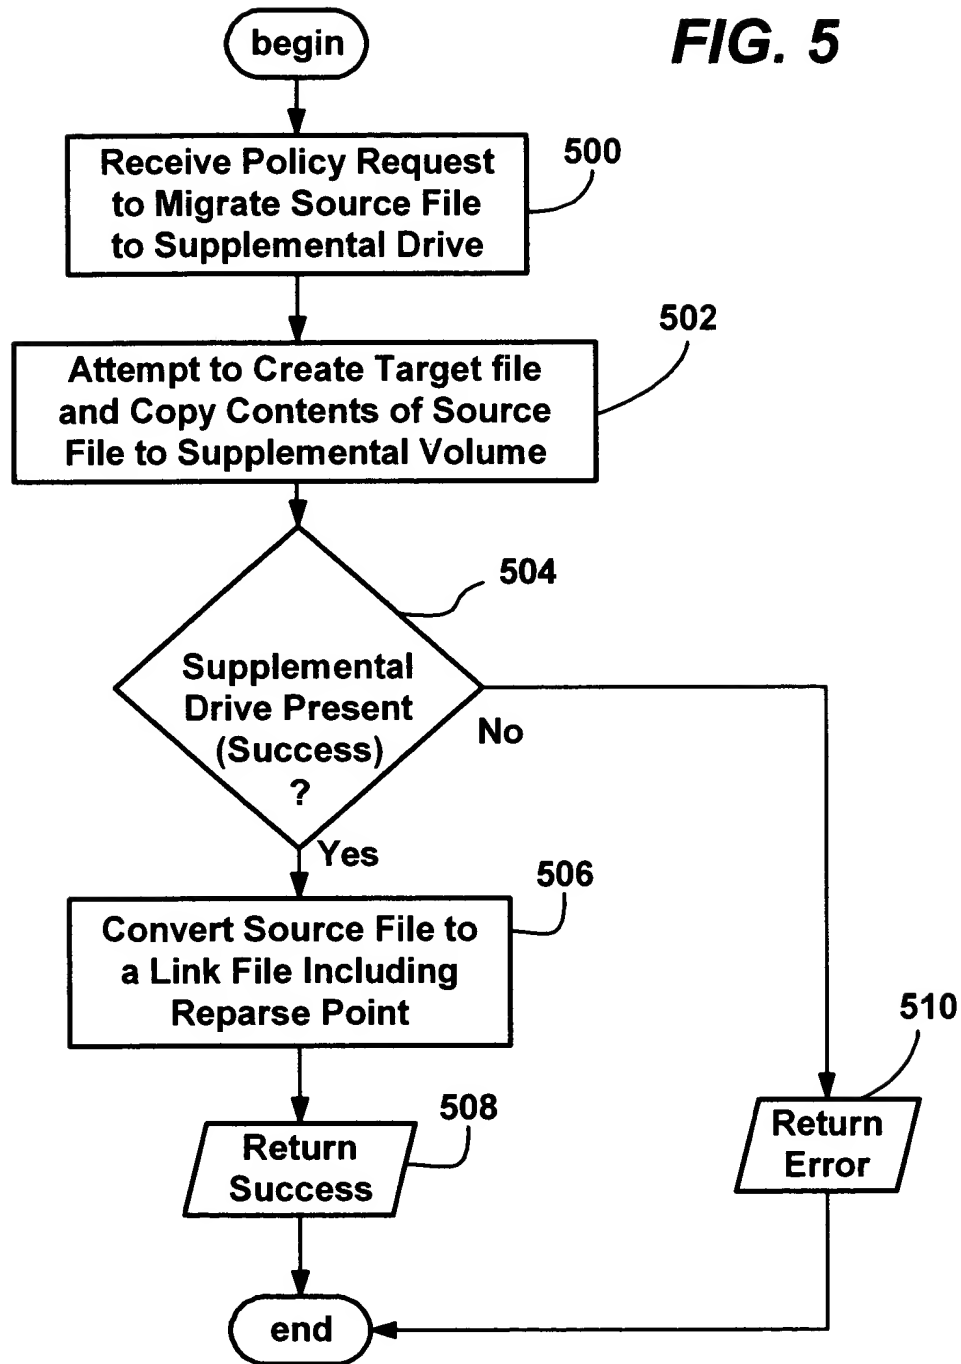 begin
FIG. 5
Receive Policy Request
to Migrate Source File
to Supplemental Drive
500
Attempt to Create Target file
and Copy Contents of Source
File to Supplemental Volume
502
504
Supplemental
Drive Present
(Success)
?
No
Yes
506
Convert Source File to
a Link File Including
Reparse Point
510
508
Return
Success
Return
Error
end